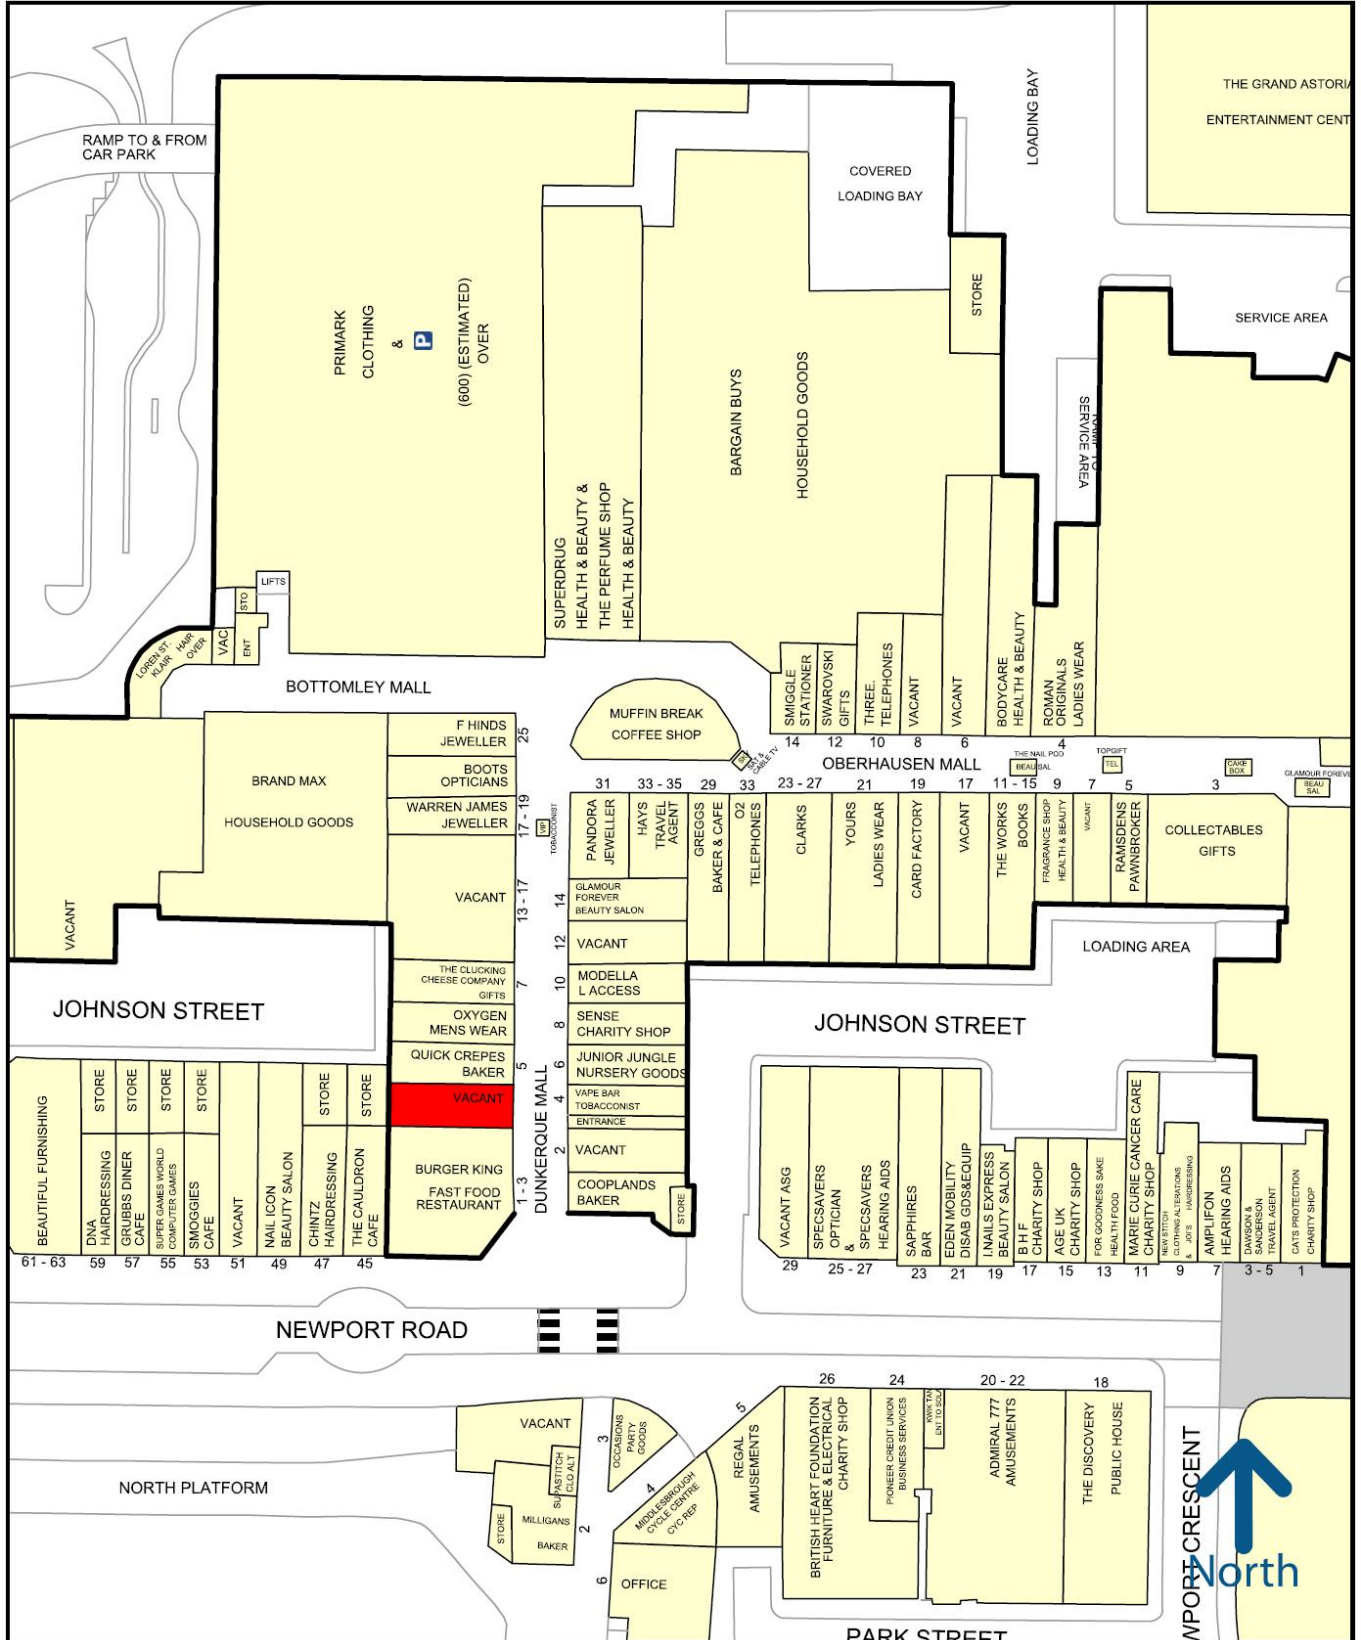 THE GRAND ASTORIA
ENTERTAINMENT CENT
LOADING BAY
RAMP TO & FROM
CAR PARK
COVERED
LOADING BAY
STORE
SERVICE AREA
PRIMARK
CLOTHING
&
P
(600) (ESTIMATED)
OVER
BARGAIN BUYS
HOUSEHOLD GOODS
SERVICE AREA
SUPERDRUG
HEALTH & BEAUTY &
THE PERFUME SHOP
HEALTH & BEAUTY
LIFTS
STO
ENT
VAC
LOREN ST.
KLAIR HAIR
OVER
BOTTOMLEY MALL
MUFFIN BREAK
COFFEE SHOP
SKY
SAT &
CABLE TV
SMIGGLE
STATIONER
14
SWAROVSKI
GIFTS
12
THREE.
TELEPHONES
10
VACANT
8
VACANT
6
BODYCARE
HEALTH & BEAUTY
ROMAN
ORIGINALS
LADIES WEAR
4
OBERHAUSEN MALL
THE NAIL POD
BEAU SAL
TOPGIFT
TEL
CAKE
BOX
GLAMOUR FOREVE
BEAU
SAL
F HINDS
JEWELLER
25
BOOTS
OPTICIANS
WARREN JAMES
JEWELLER
17 - 19
VACANT
13 - 17
VIP
TOBACCONIST
BRAND MAX
HOUSEHOLD GOODS
VACANT
31
PANDORA
JEWELLER
33 - 35
HAYS
TRAVEL
AGENT
29
GREGGS
BAKER & CAFE
33
O2
TELEPHONES
23 - 27
CLARKS
21
YOURS
LADIES WEAR
19
CARD FACTORY
17
VACANT
11 - 15
THE WORKS
BOOKS
9
FRAGRANCE SHOP
HEALTH & BEAUTY
7
VACANT
5
RAMSDENS
PAWNBROKER
3
COLLECTABLES
GIFTS
GLAMOUR
FOREVER
BEAUTY SALON
14
VACANT
12
MODELLA
L ACCESS
10
SENSE
CHARITY SHOP
8
JUNIOR JUNGLE
NURSERY GOODS
6
VAPE BAR
TOBACCONIST
4
ENTRANCE
VACANT
2
COOPLANDS
BAKER
STORE
THE CLUCKING
CHEESE COMPANY
GIFTS
7
OXYGEN
MENS WEAR
QUICK CREPES
BAKER
5
VACANT
BURGER KING
FAST FOOD
RESTAURANT
1 - 3
DUNKERQUE MALL
LOADING AREA
JOHNSON STREET
JOHNSON STREET
BEAUTIFUL FURNISHING
61 - 63
STORE
DNA
HAIRDRESSING
59
STORE
GRUBBS DINER
CAFE
57
STORE
SUPER GAMES WORLD
COMPUTER GAMES
55
STORE
SMOGGIES
CAFE
53
VACANT
51
NAIL ICON
BEAUTY SALON
49
STORE
CHINTZ
HAIRDRESSING
47
STORE
THE CAULDRON
CAFE
45
VACANT ASG
29
SPECSAVERS
OPTICIAN
&
SPECSAVERS
HEARING AIDS
25 - 27
SAPPHIRES
BAR
23
EDEN MOBILITY
DISAB GDS&EQUIP
21
I.NAILS EXPRESS
BEAUTY SALON
19
B H F
CHARITY SHOP
17
AGE UK
CHARITY SHOP
15
FOR GOODNESS SAKE
HEALTH FOOD
13
MARIE CURIE CANCER CARE
CHARITY SHOP
11
NEW STITCH
CLOTHING ALTERATIONS
& JOI'S HAIRDRESSING
9
AMPLIFON
HEARING AIDS
7
DAWSON &
SANDERSON
TRAVEL AGENT
3 - 5
CATS PROTECTION
CHARITY SHOP
1
NEWPORT ROAD
NORTH PLATFORM
VACANT
SUPASTITCH
CLO ALT
STORE
MILLIGANS
BAKER
2
3
OCCASIONS
PARTY
GOODS
4
MIDDLESBROUGH
CYCLE CENTRE
CYC REP
5
REGAL
AMUSEMENTS
6
OFFICE
26
BRITISH HEART FOUNDATION
FURNITURE & ELECTRICAL
CHARITY SHOP
24
PIONEER CREDIT UNION
BUSINESS SERVICES
KWIK TAN
20 - 22
ADMIRAL 777
AMUSEMENTS
18
THE DISCOVERY
PUBLIC HOUSE
WPORT CRESCENT
North
PARK STREET